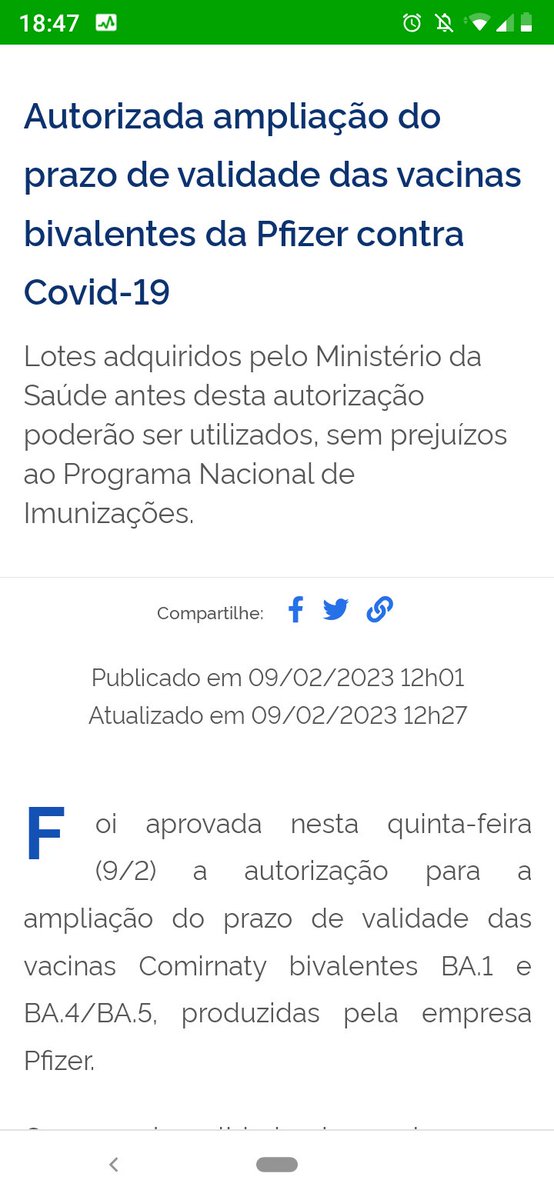 18:47
Autorizada ampliação do
prazo de validade das vacinas
bivalentes da Pfizer contra
Covid-19
Lotes adquiridos pelo Ministério da
Saúde antes desta autorização
poderão ser utilizados, sem prejuízos
ao Programa Nacional de
Imunizações.
Compartilhe:
Publicado em 09/02/2023 12h01
Atualizado em 09/02/2023 12h27
Foi aprovada nesta quinta-feira
(9/2) a autorização para a
ampliação do prazo de validade das
vacinas Comirnaty bivalentes BA.1 e
BA.4/BA.5, produzidas pela empresa
Pfizer.